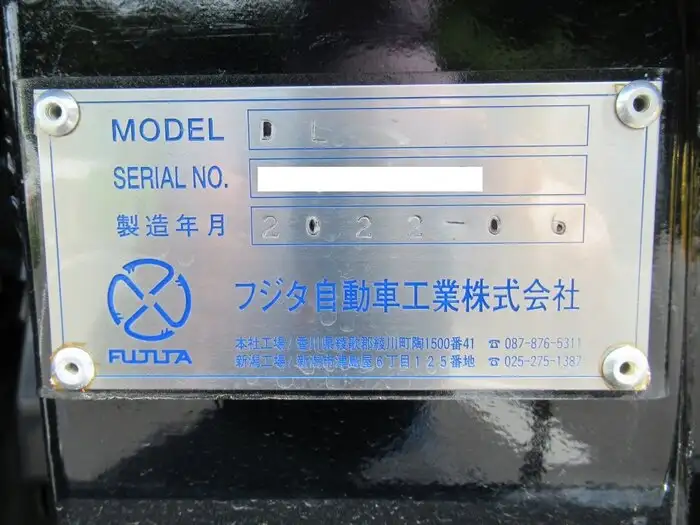 MODEL D L
SERIAL NO.
製造年月 2022-06
FUJITA
フジタ自動車工業株式会社
本社工場/香川県綾歌郡綾川町陶1500番41 ☎ 087-876-5311
新潟工場/新潟市津島屋6丁目125番地 ☎ 025-275-1387